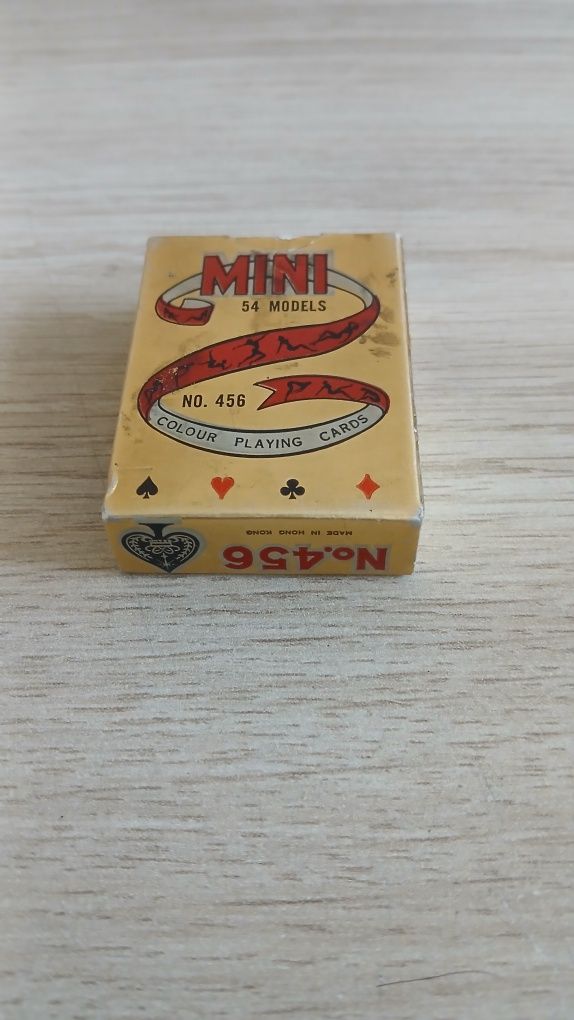 MINI
54 MODELS
NO. 456
COLOUR PLAYING CARDS
No.456
MADE IN HONG KONG